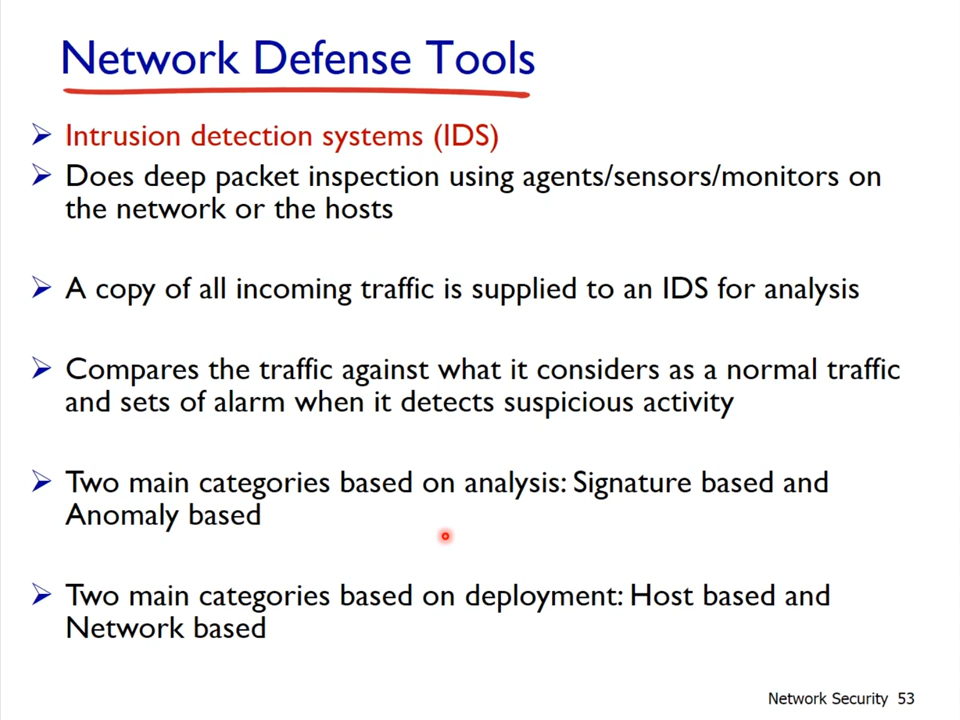 Network Defense Tools
Intrusion detection systems (IDS)
Does deep packet inspection using agents/sensors/monitors on
the network or the hosts
A copy of all incoming traffic is supplied to an IDS for analysis
Compares the traffic against what it considers as a normal traffic
and sets of alarm when it detects suspicious activity
Two main categories based on analysis: Signature based and
Anomaly based
Two main categories based on deployment: Host based and
Network based
Network Security 53